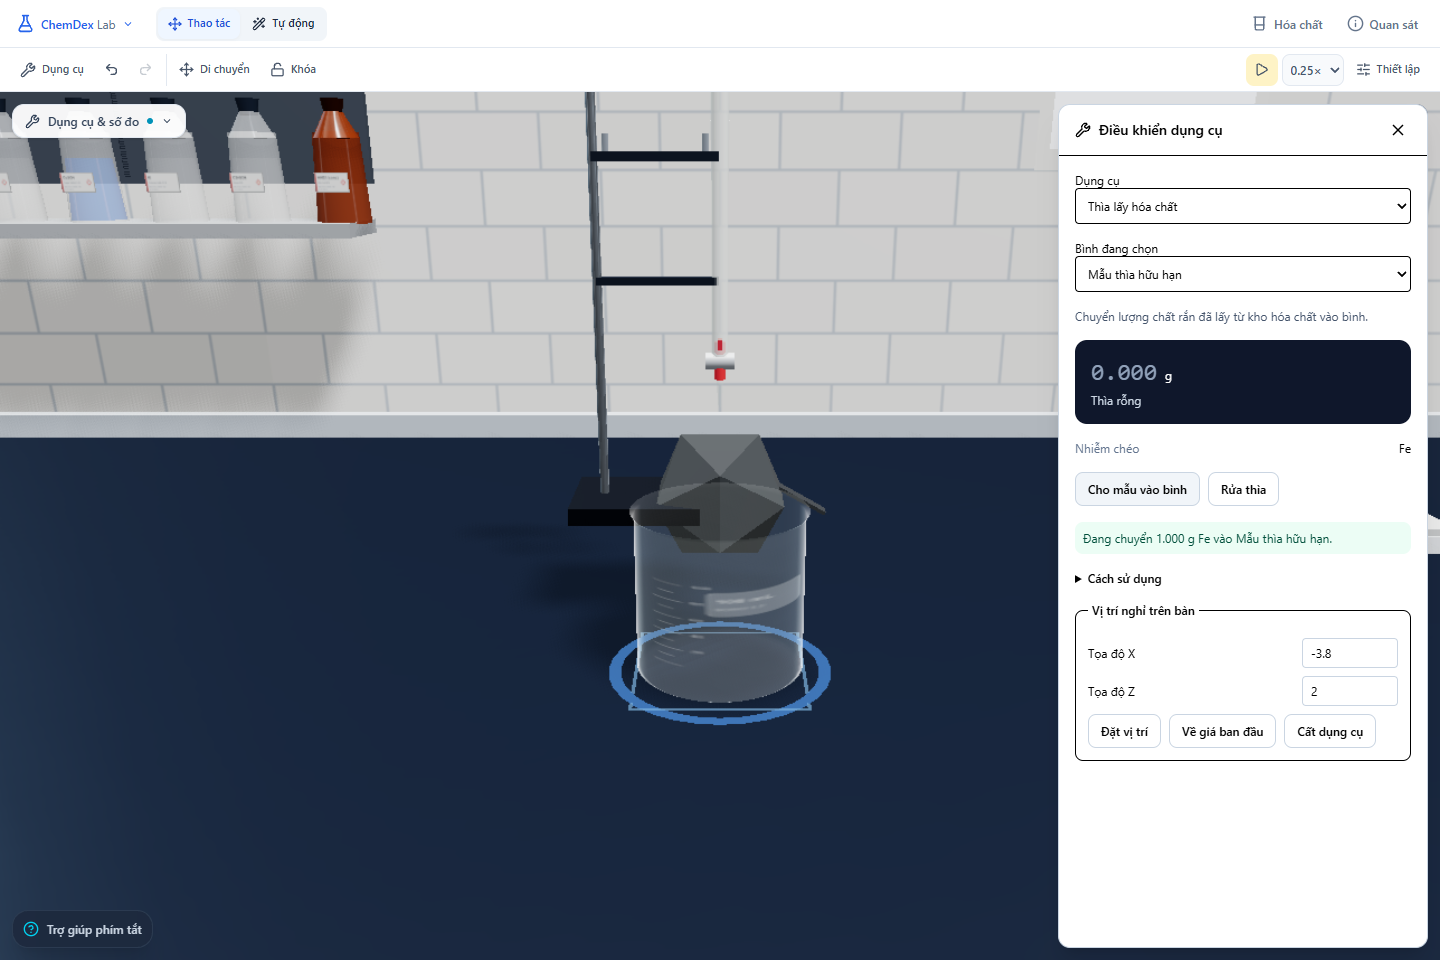 ChemDex Lab
Thao tác
Tự động
Hóa chất
Quan sát
Dụng cụ
Di chuyển
Khóa
0.25×
Thiết lập
Dụng cụ & số đo
Điều khiển dụng cụ
Dụng cụ
Thìa lấy hóa chất
Bình đang chọn
Mẫu thìa hữu hạn
Chuyển lượng chất rắn đã lấy từ kho hóa chất vào bình.
0.000 g
Thìa rỗng
Nhiễm chéo Fe
Cho mẫu vào bình
Rửa thìa
Đang chuyển 1.000 g Fe vào Mẫu thìa hữu hạn.
Cách sử dụng
Vị trí nghỉ trên bàn
Tọa độ X -3.8
Tọa độ Z 2
Đặt vị trí
Về giá ban đầu
Cất dụng cụ
Trợ giúp phím tắt